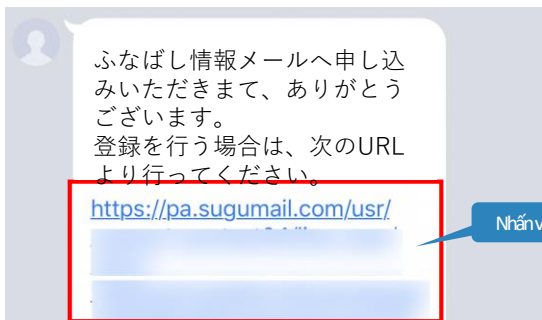 ふなばし情報メールへ申し込
みいただきまて、ありがとう
ございます。
登録を行う場合は、次のURL
より行ってください。
https://pa.sugumail.com/usr/
Nhấn v